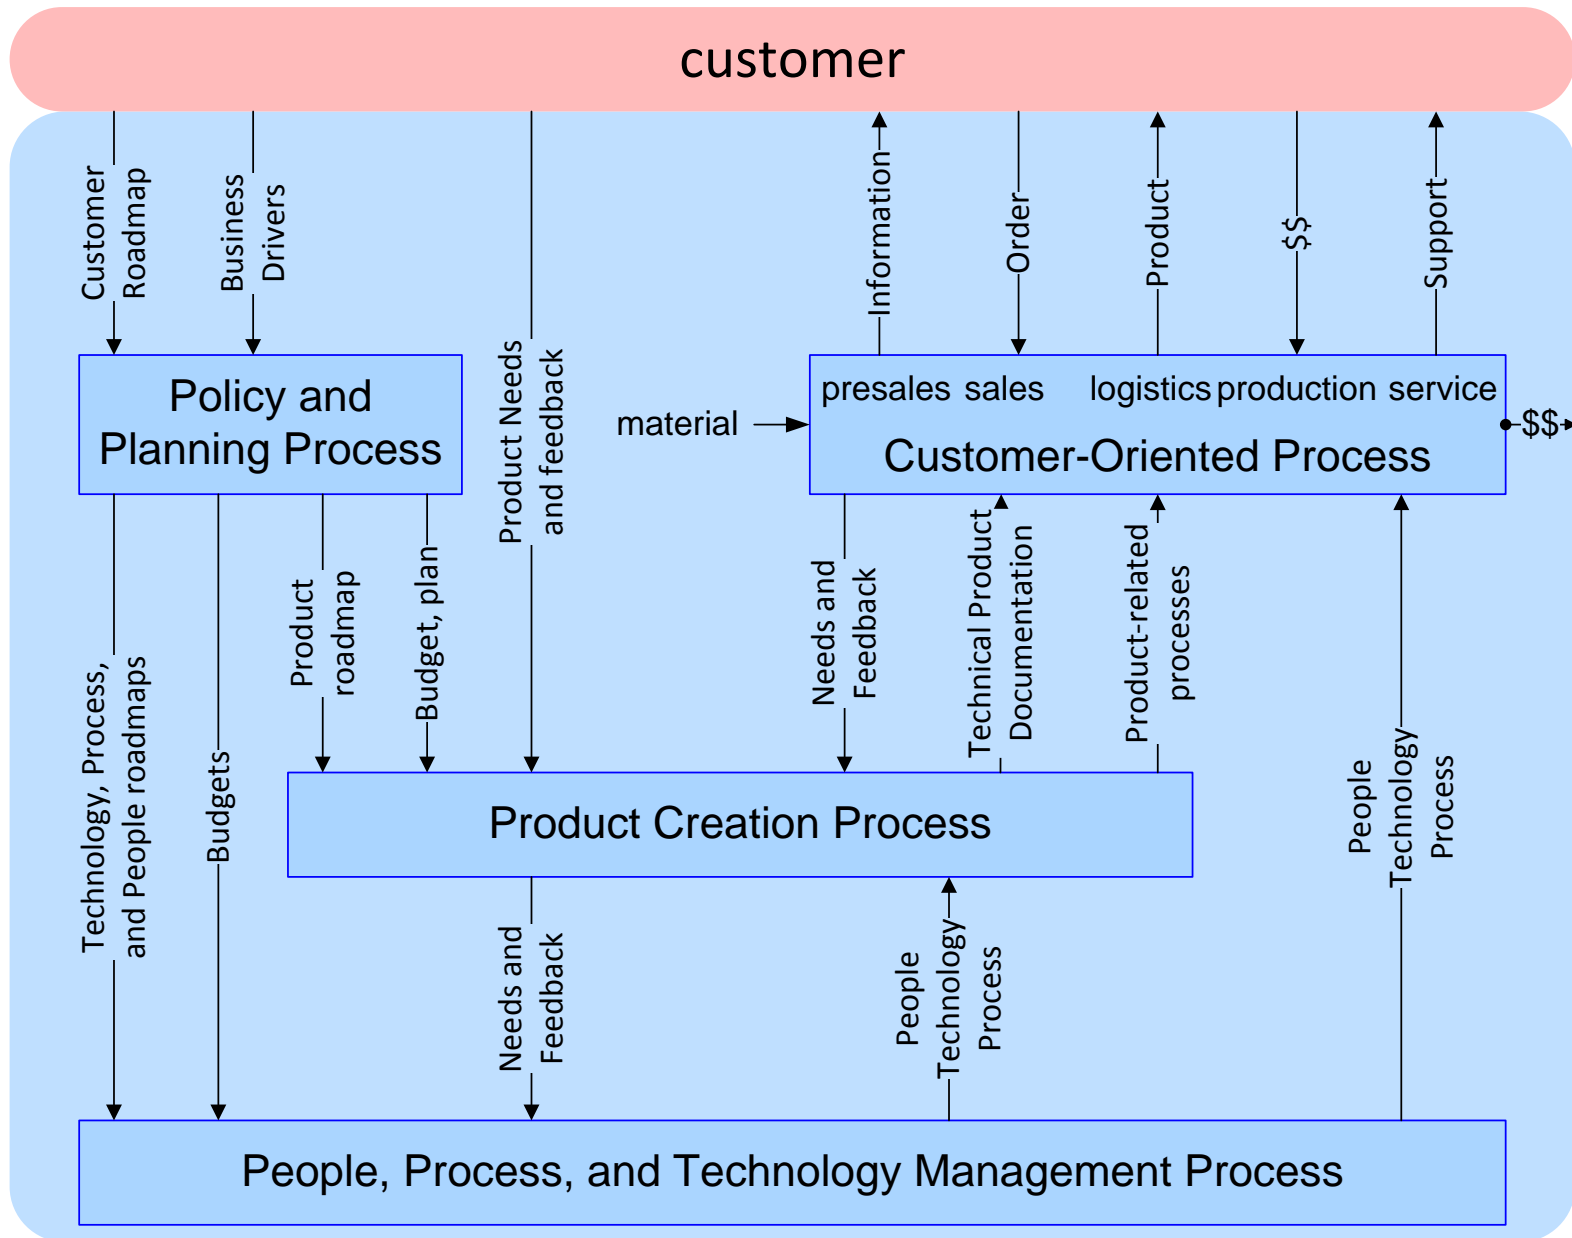 customer
Customer
Roadmap
Business
Drivers
Product Needs
and feedback
Information
Order
Product
$$
Support
Policy and
Planning Process
presales sales logistics production service
material
Customer-Oriented Process
$$
Technology, Process,
and People roadmaps
Budgets
Product
roadmap
Budget, plan
Needs and
Feedback
Technical Product
Documentation
Product-related
processes
People
Technology
Process
Product Creation Process
Needs and
Feedback
People
Technology
Process
People, Process, and Technology Management Process